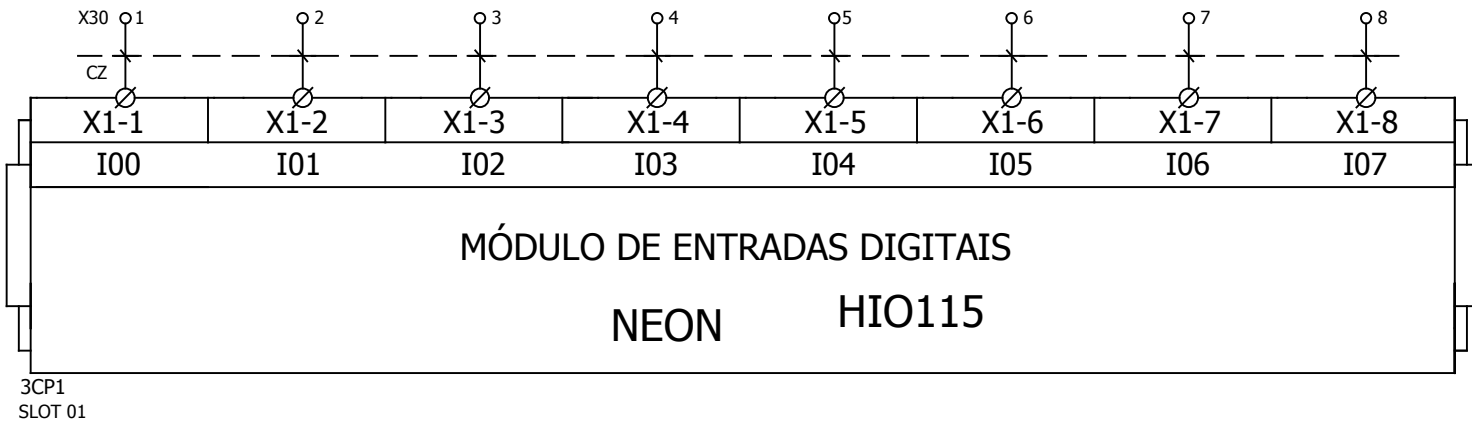 X30 1 2 3 4 5 6 7 8
CZ
X1-1 X1-2 X1-3 X1-4 X1-5 X1-6 X1-7 X1-8
I00 I01 I02 I03 I04 I05 I06 I07
MÓDULO DE ENTRADAS DIGITAIS
NEON HIO115
3CP1
SLOT 01